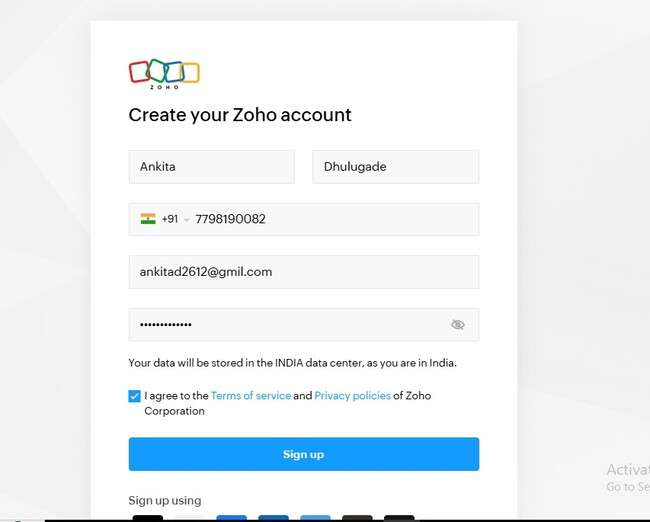 ZOHO
Create your Zoho account
Ankita
Dhulugade
+91 7798190082
ankitad2612@gmil.com
•••••••••••••
Your data will be stored in the INDIA data center, as you are in India.
I agree to the Terms of service and Privacy policies of Zoho
Corporation
Sign up
Sign up using
Activat
Go to Se